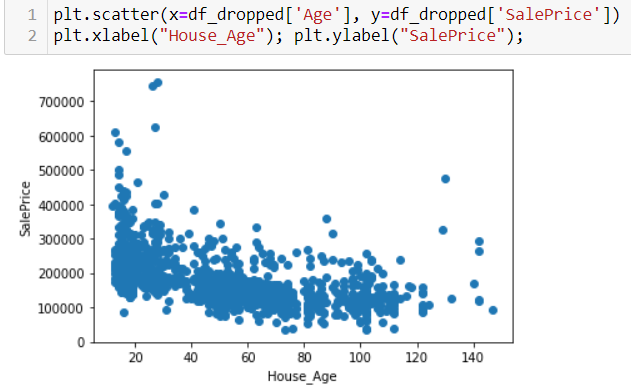 1 plt.scatter(x=df_dropped['Age'], y=df_dropped['SalePrice'])
2 plt.xlabel("House_Age"); plt.ylabel("SalePrice");
700000
600000
500000
400000
300000
200000
100000
0
SalePrice
20 40 60 80 100 120 140
House_Age